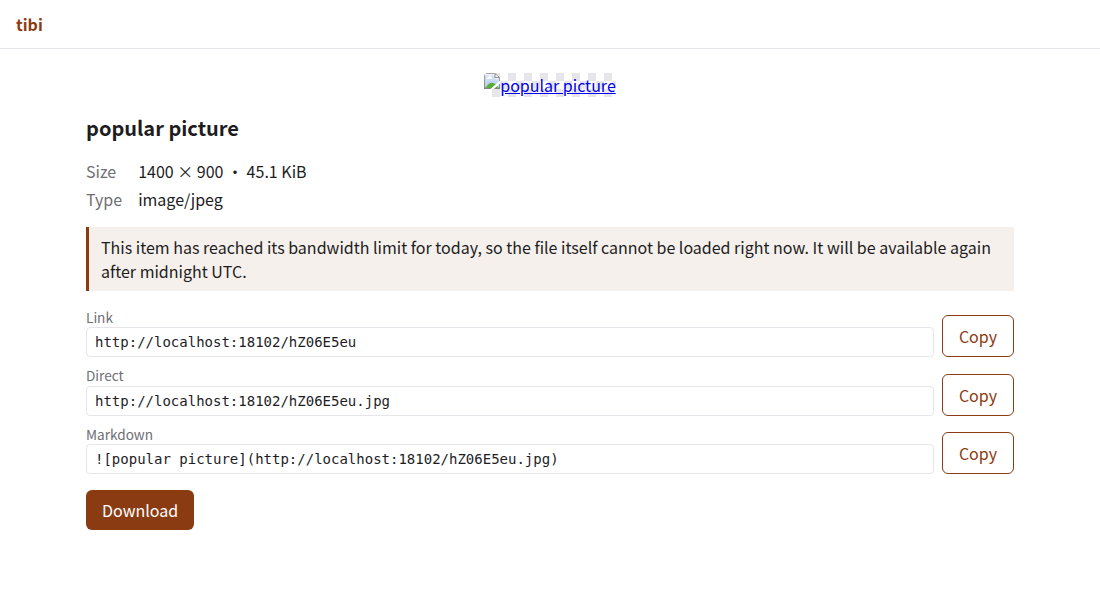 tibi
popular picture
popular picture
Size 1400 × 900 • 45.1 KiB
Type image/jpeg
This item has reached its bandwidth limit for today, so the file itself cannot be loaded right now. It will be available again
after midnight UTC.
Link
http://localhost:18102/hZ06E5eu Copy
Direct
http://localhost:18102/hZ06E5eu.jpg Copy
Markdown
![popular picture](http://localhost:18102/hZ06E5eu.jpg) Copy
Download